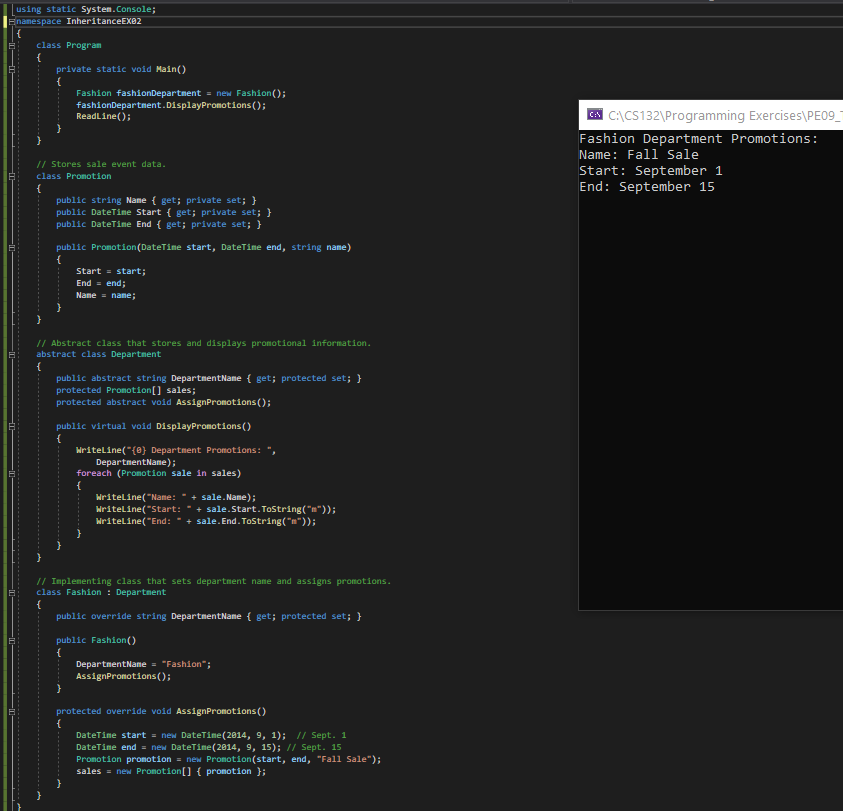 using static System.Console;
namespace InheritanceEX02
{
class Program
{
private static void Main()
{
Fashion fashionDepartment = new Fashion();
fashionDepartment.DisplayPromotions();
ReadLine();
}
}
// Stores sale event data.
class Promotion
{
public string Name { get; private set; }
public DateTime Start { get; private set; }
public DateTime End { get; private set; }
public Promotion(DateTime start, DateTime end, string name)
{
Start = start;
End = end;
Name = name;
}
}
// Abstract class that stores and displays promotional information.
abstract class Department
{
public abstract string DepartmentName { get; protected set; }
protected Promotion[] sales;
protected abstract void AssignPromotions();
public virtual void DisplayPromotions()
{
WriteLine("{0} Department Promotions: ",
DepartmentName);
foreach (Promotion sale in sales)
{
WriteLine("Name: " + sale.Name);
WriteLine("Start: " + sale.Start.ToString("m"));
WriteLine("End: " + sale.End.ToString("m"));
}
}
}
// Implementing class that sets department name and assigns promotions.
class Fashion : Department
{
public override string DepartmentName { get; protected set; }
public Fashion()
{
DepartmentName = "Fashion";
AssignPromotions();
}
protected override void AssignPromotions()
{
DateTime start = new DateTime(2014, 9, 1);  // Sept. 1
DateTime end = new DateTime(2014, 9, 15); // Sept. 15
Promotion promotion = new Promotion(start, end, "Fall Sale");
sales = new Promotion[] { promotion };
}
}
}
C:\CS132\Programming Exercises\PE09_
Fashion Department Promotions:
Name: Fall Sale
Start: September 1
End: September 15